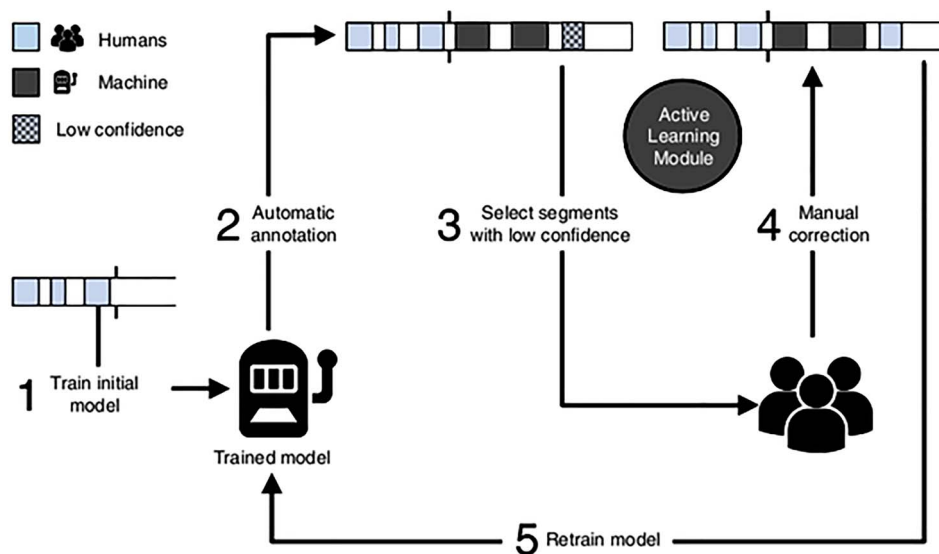 Humans
Machine
Low confidence
Active
Learning
Module
2 Automatic
annotation
3 Select segments
with low confidence
4 Manual
correction
1 Train initial
model
Trained model
5 Retrain model